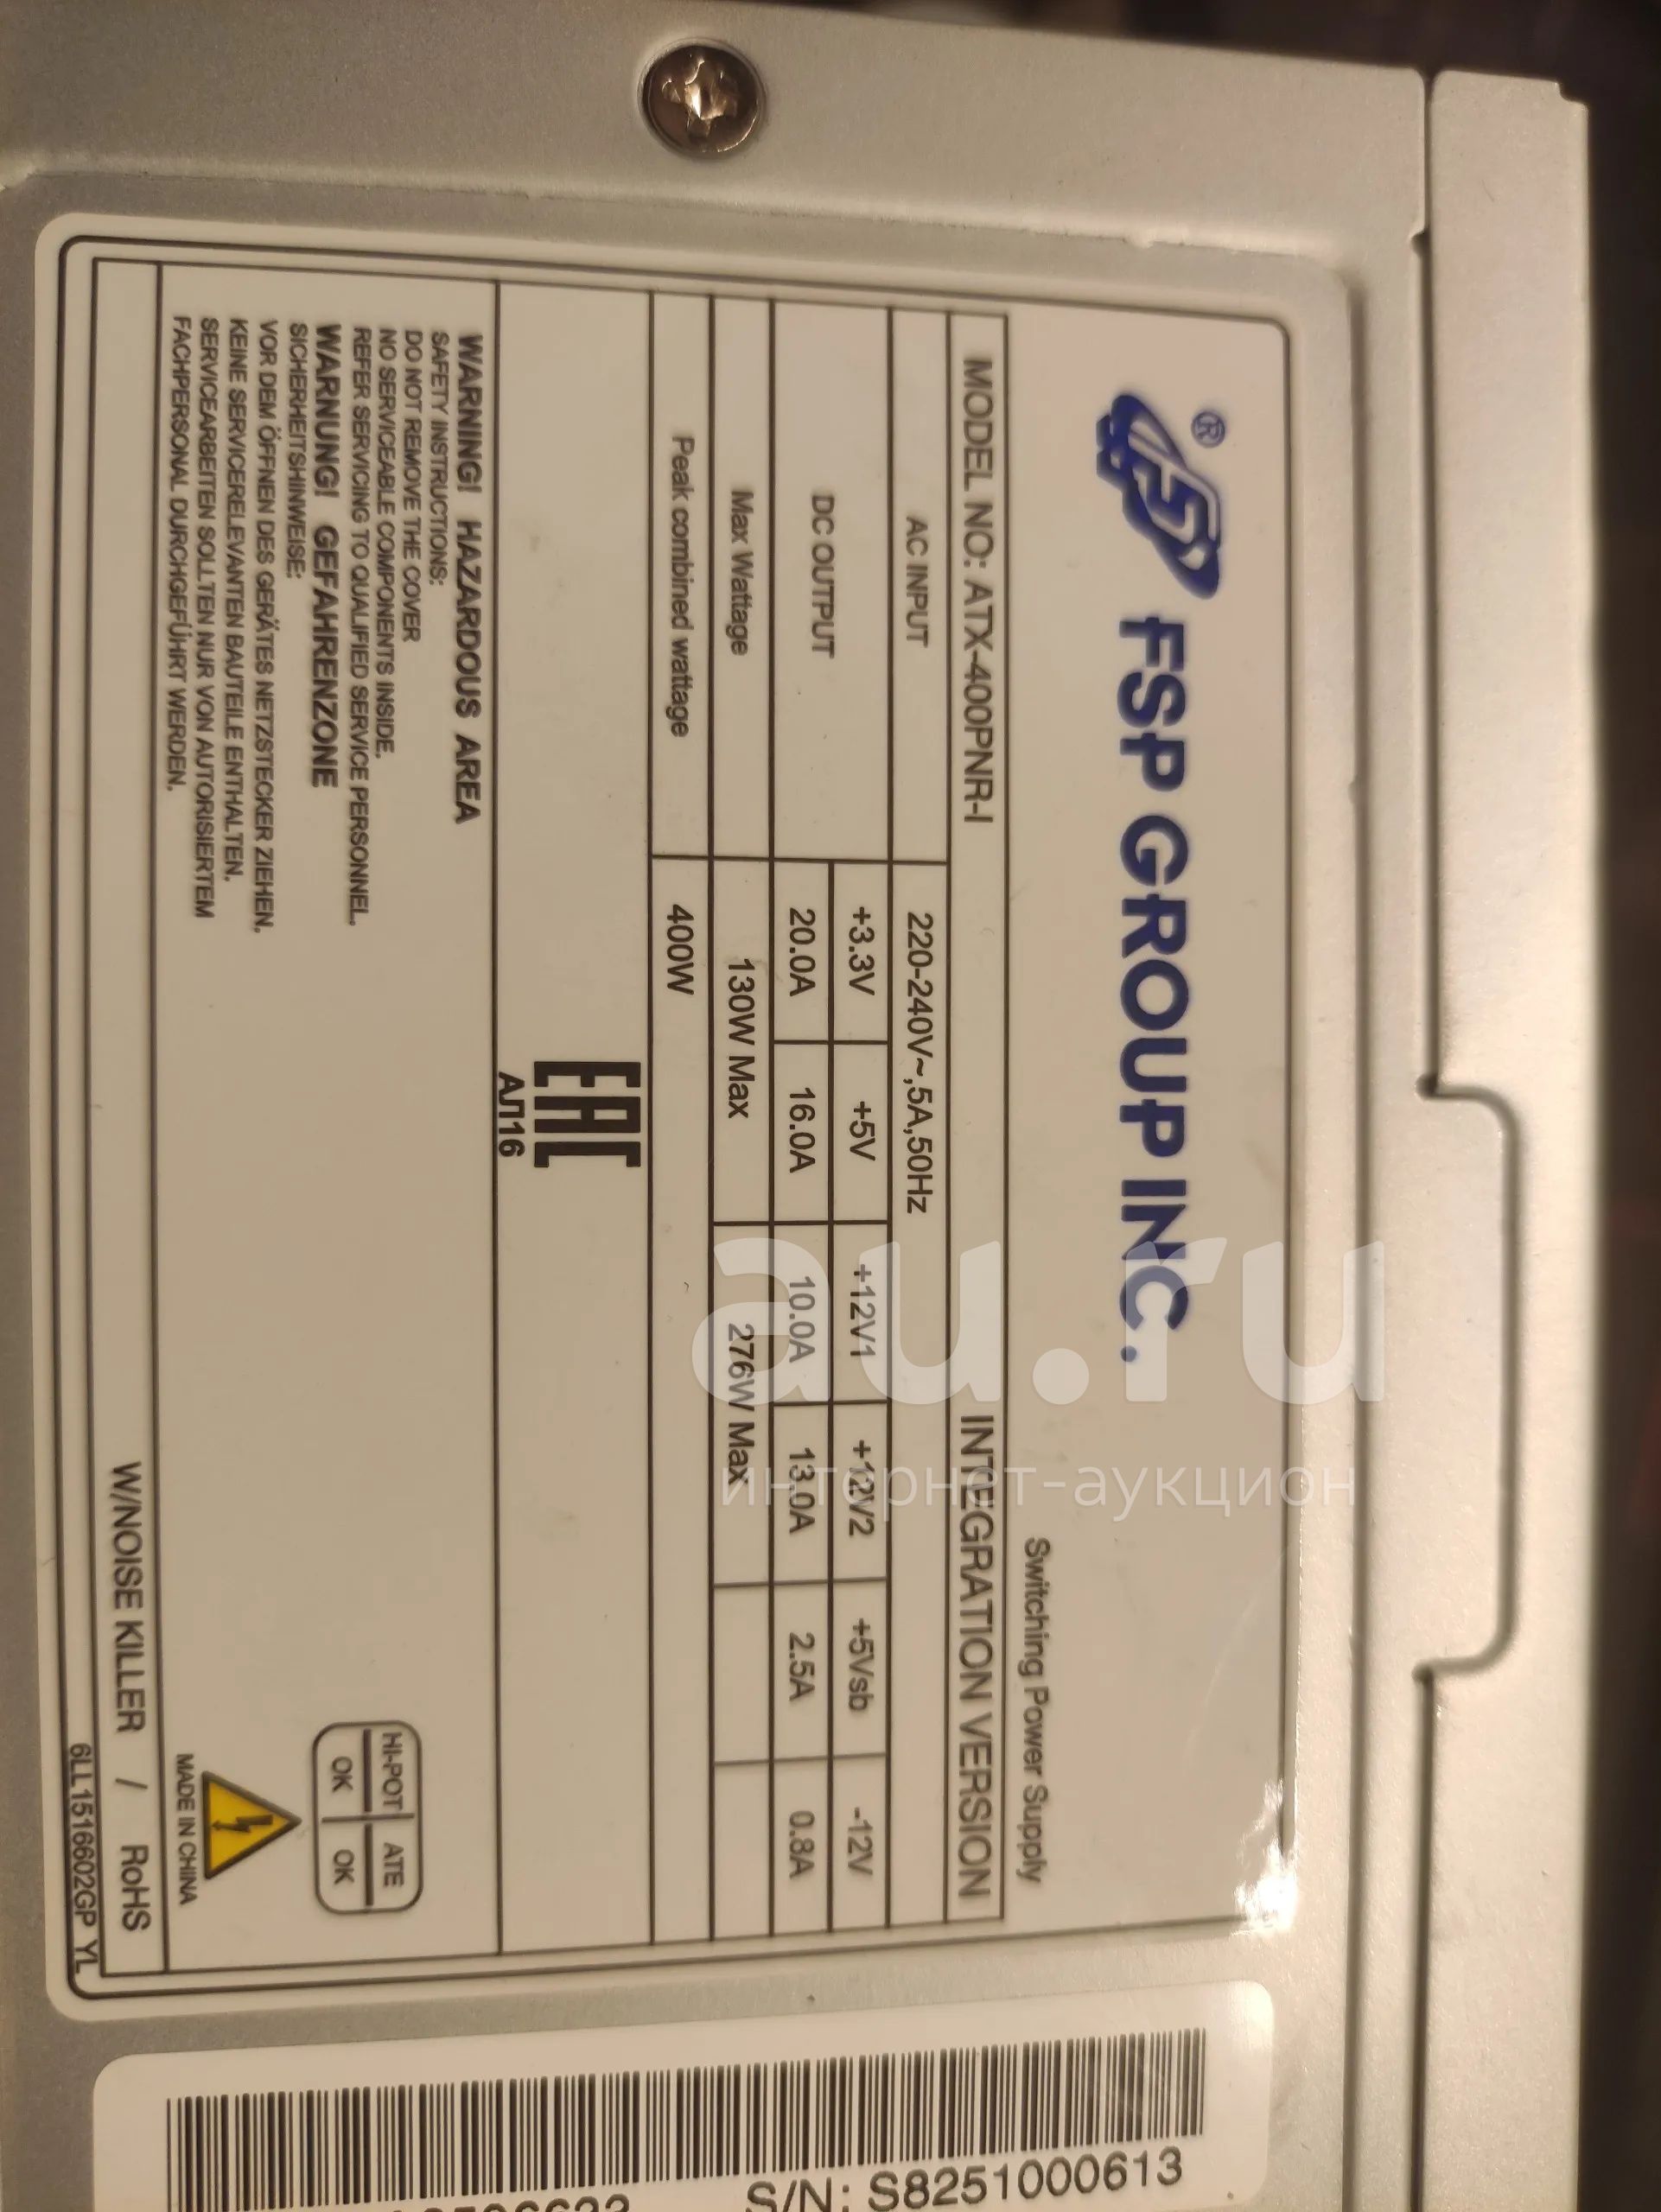 FSP GROUP INC.
Switching Power Supply
MODEL NO: ATX-400PNR-I INTEGRATION VERSION
AC INPUT 220-240V~,5A,50Hz
DC OUTPUT +3.3V +5V +12V1 +12V2 +5Vsb -12V
20.0A 16.0A 10.0A 13.0A 2.5A 0.8A
Max Wattage 130W Max 276W Max
Peak combined wattage 400W
EAC
АЛ16
WARNING! HAZARDOUS AREA
SAFETY INSTRUCTIONS:
DO NOT REMOVE THE COVER
NO SERVICEABLE COMPONENTS INSIDE.
REFER SERVICING TO QUALIFIED SERVICE PERSONNEL.
WARNUNG! GEFAHRENZONE
SICHERHEITSHINWEISE:
VOR DEM ÖFFNEN DES GERÄTES NETZSTECKER ZIEHEN.
KEINE SERVICERELEVANTEN BAUTEILE ENTHALTEN.
SERVICEARBEITEN SOLLTEN NUR VON AUTORISIERTEM
FACHPERSONAL DURCHGEFÜHRT WERDEN.
HI-POT ATE
OK OK
MADE IN CHINA
W/NOISE KILLER / RoHS
6LL1516602GP YL
S/N: S8251000613
au.ru
интернет-аукцион